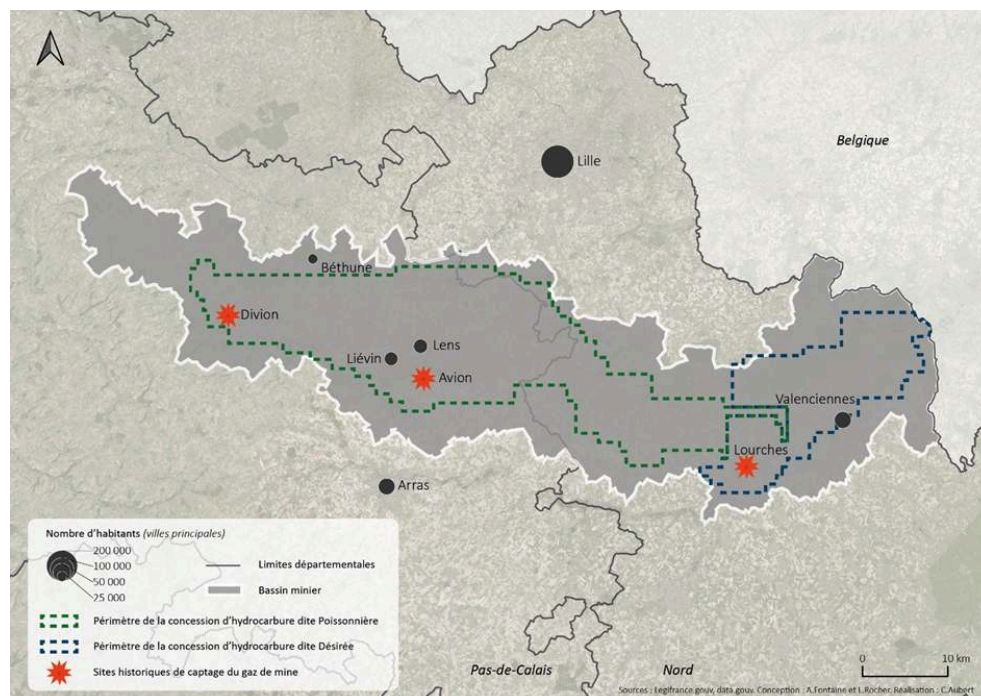 Belgique
Lille
Béthune
Divion
Lens
Liévin
Avion
Valenciennes
Lourches
Arras
Nombre d'habitants (villes principales)
200 000
100 000
50 000
25 000
Limites départementales
Bassin minier
Périmètre de la concession d'hydrocarbure dite Poissonnière
Périmètre de la concession d'hydrocarbure dite Désirée
Sites historiques de captage du gaz de mine
Pas-de-Calais
Nord
0 10 km
Sources : Legifrance.gouv, data.gouv. Conception : A.Fontaine et L.Rocher. Réalisation : C.Aubert